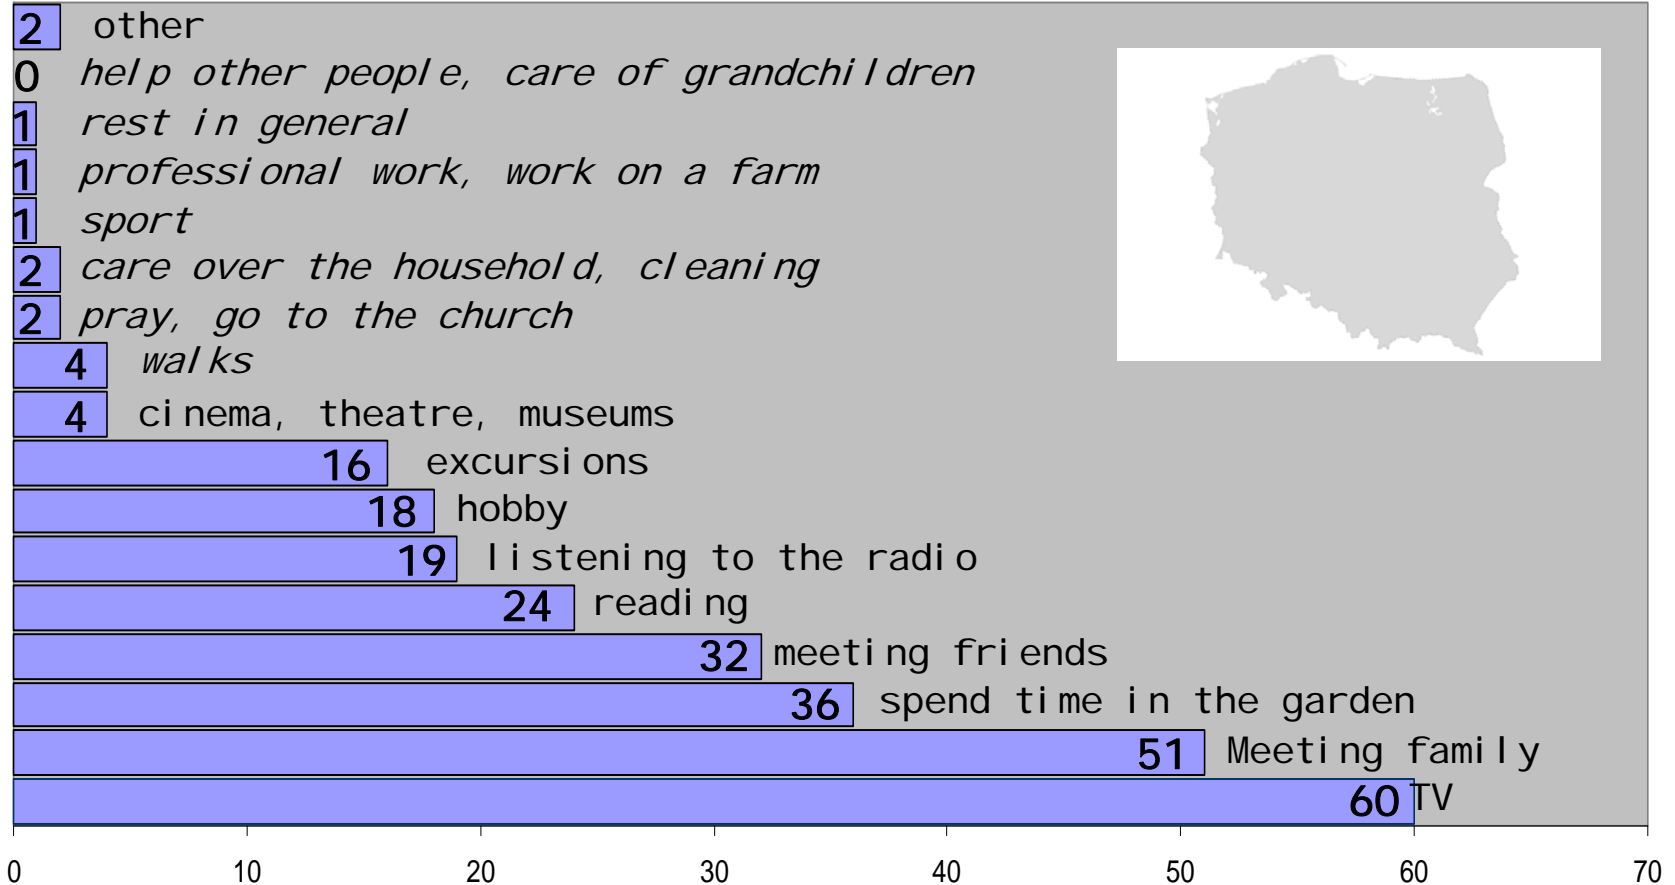 2 other
0 help other people, care of grandchildren
1 rest in general
1 professional work, work on a farm
1 sport
2 care over the household, cleaning
2 pray, go to the church
4 walks
4 cinema, theatre, museums
16 excursions
18 hobby
19 listening to the radio
24 reading
32 meeting friends
36 spend time in the garden
51 Meeting family
60 TV
0 10 20 30 40 50 60 70